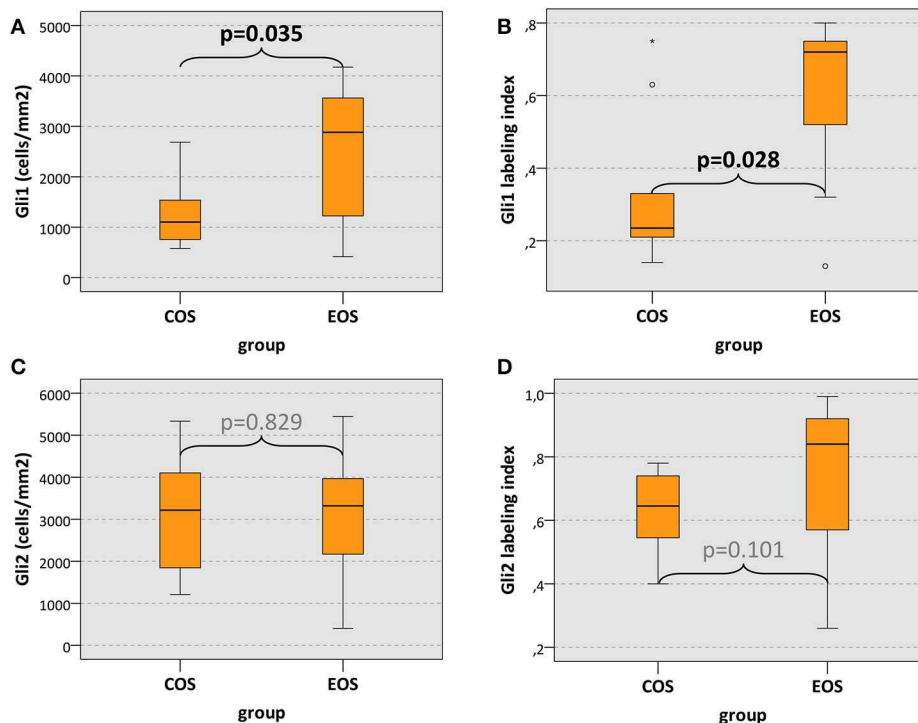 A
Gli1 (cells/mm2)
5000
4000
3000
2000
1000
0
p=0.035
COS
EOS
group
B
Gli1 labeling index
,8
,6
,4
,2
*
p=0.028
COS
EOS
group
C
Gli2 (cells/mm2)
6000
5000
4000
3000
2000
1000
0
p=0.829
COS
EOS
group
D
Gli2 labeling index
1,0
,8
,6
,4
,2
p=0.101
COS
EOS
group